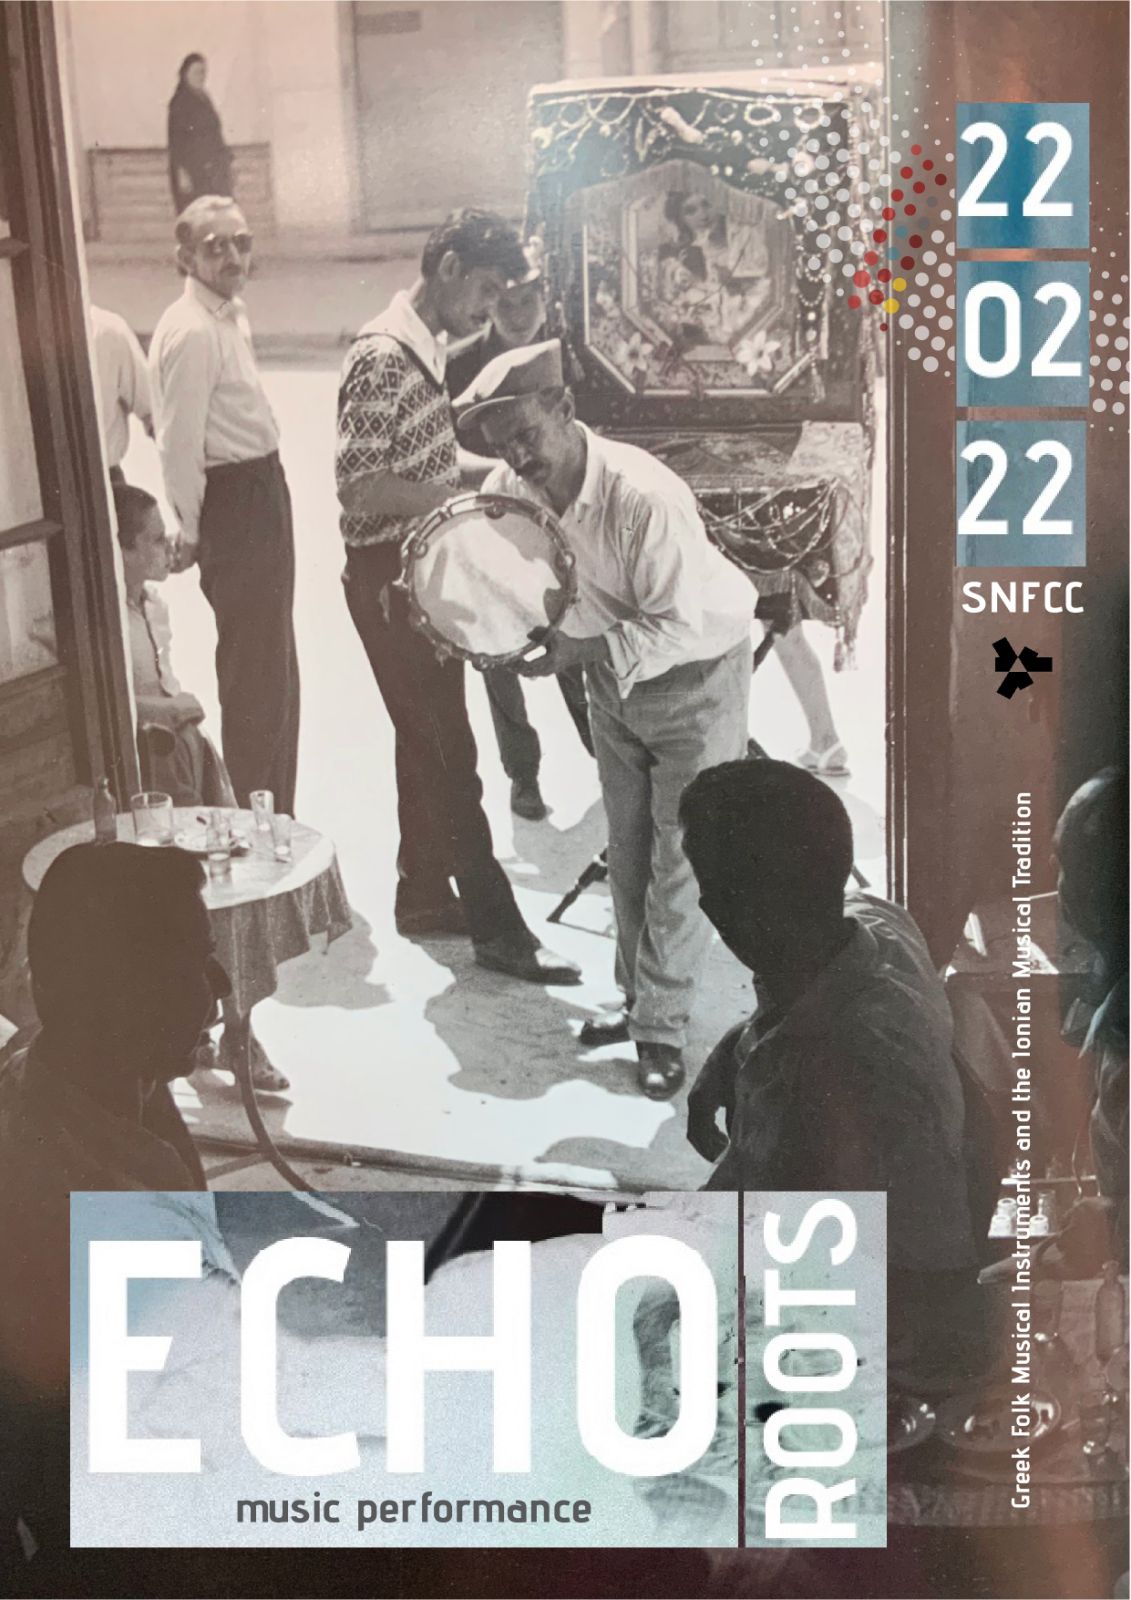 22
02
22
SNFCC
Greek Folk Musical Instruments and the Ionian Musical Tradition
ECHO
ROOTS
music performance